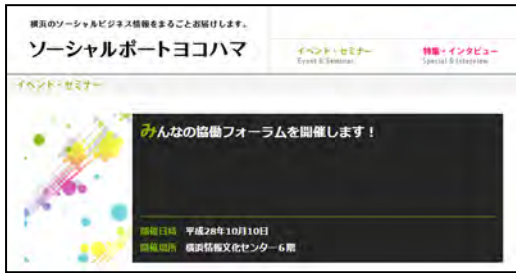 横浜のソーシャルビジネス情報をまるごとお届けします。
ソーシャルポートヨコハマ
イベント・セミナー
Event & Seminar
特集・インタビュー
Special & Interview
イベント・セミナー
みんなの協働フォーラムを開催します！
開催日時 平成28年10月10日
開催場所 横浜情報文化センター６階